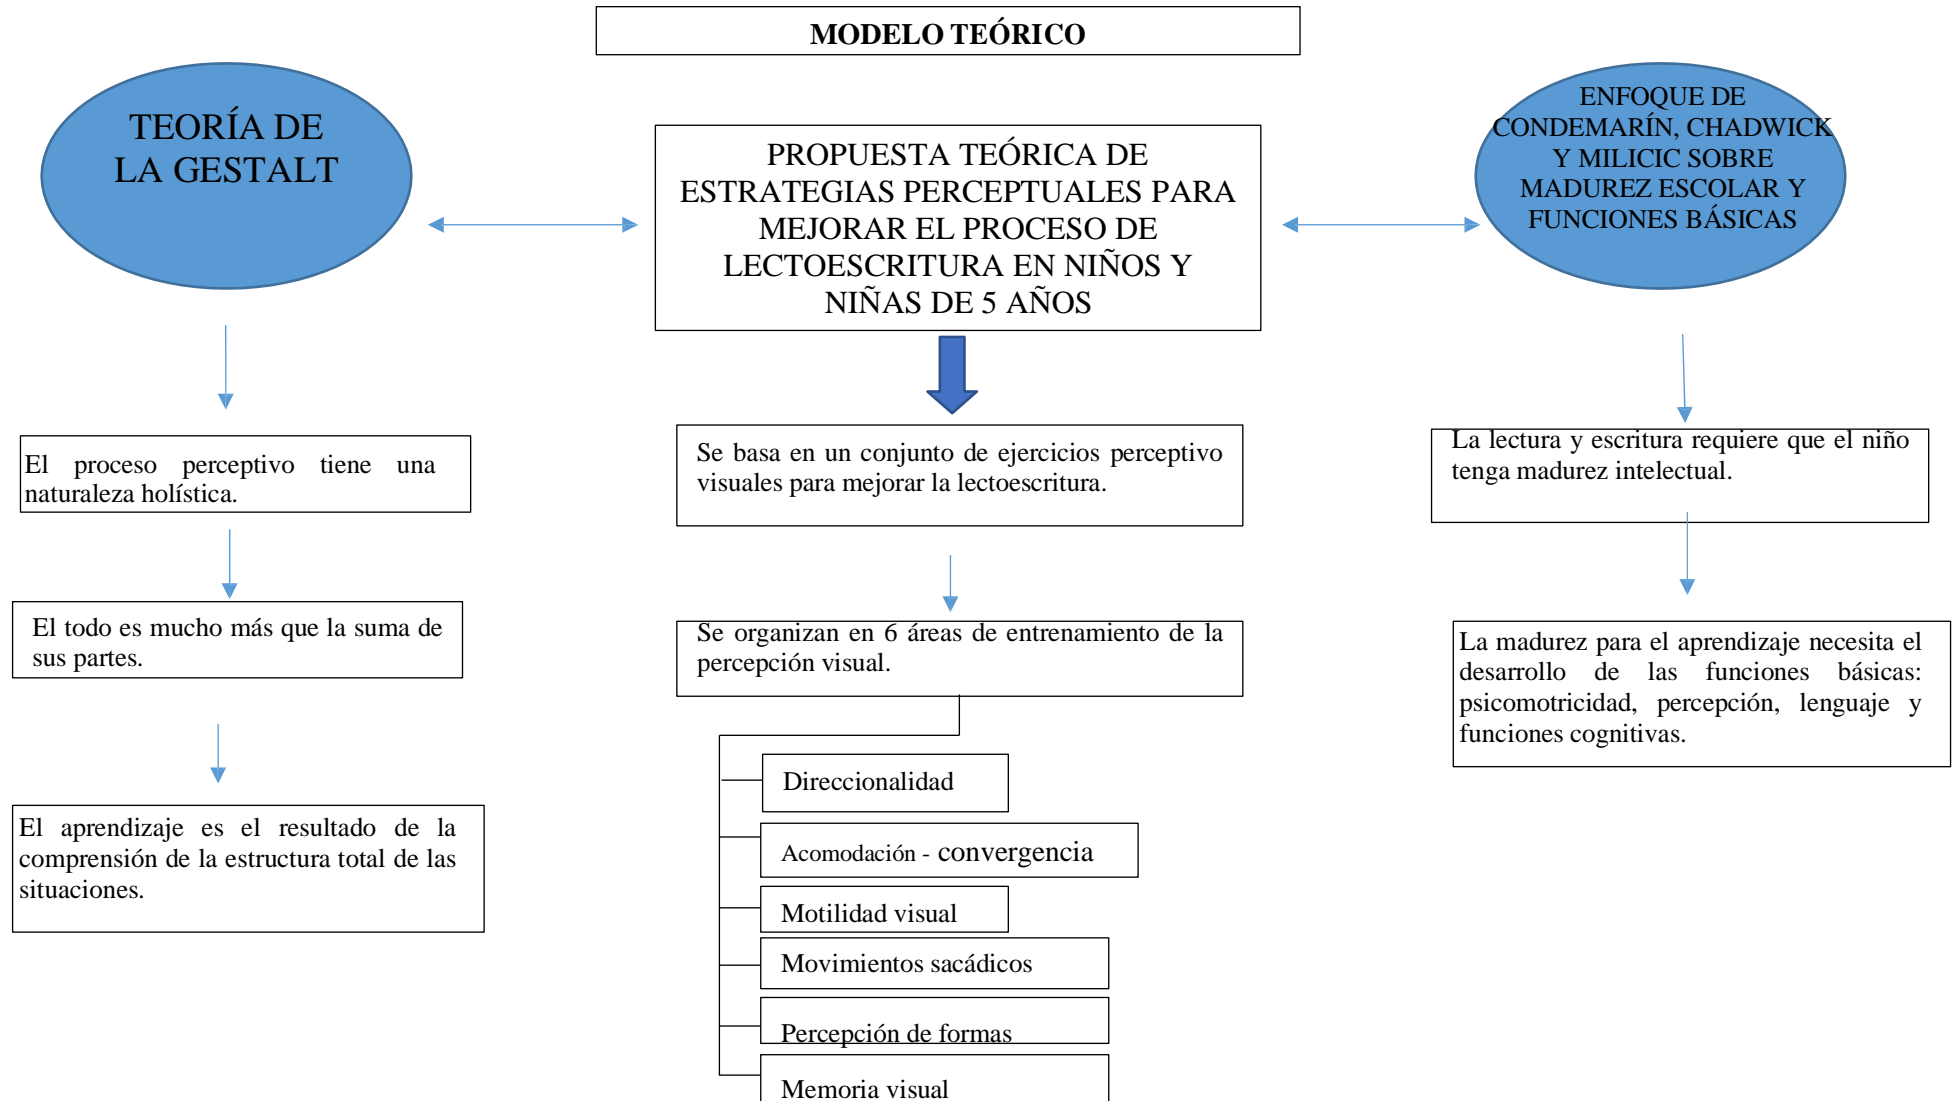 MODELO TEÓRICO
TEORÍA DE
LA GESTALT
PROPUESTA TEÓRICA DE
ESTRATEGIAS PERCEPTUALES PARA
MEJORAR EL PROCESO DE
LECTOESCRITURA EN NIÑOS Y
NIÑAS DE 5 AÑOS
ENFOQUE DE
CONDEMARÍN, CHADWICK
Y MILICIC SOBRE
MADUREZ ESCOLAR Y
FUNCIONES BÁSICAS
El proceso perceptivo tiene una
naturaleza holística.
El todo es mucho más que la suma de
sus partes.
El aprendizaje es el resultado de la
comprensión de la estructura total de las
situaciones.
Se basa en un conjunto de ejercicios perceptivo
visuales para mejorar la lectoescritura.
Se organizan en 6 áreas de entrenamiento de la
percepción visual.
Direccionalidad
Acomodación - convergencia
Motilidad visual
Movimientos sacádicos
Percepción de formas
Memoria visual
La lectura y escritura requiere que el niño
tenga madurez intelectual.
La madurez para el aprendizaje necesita el
desarrollo de las funciones básicas:
psicomotricidad, percepción, lenguaje y
funciones cognitivas.